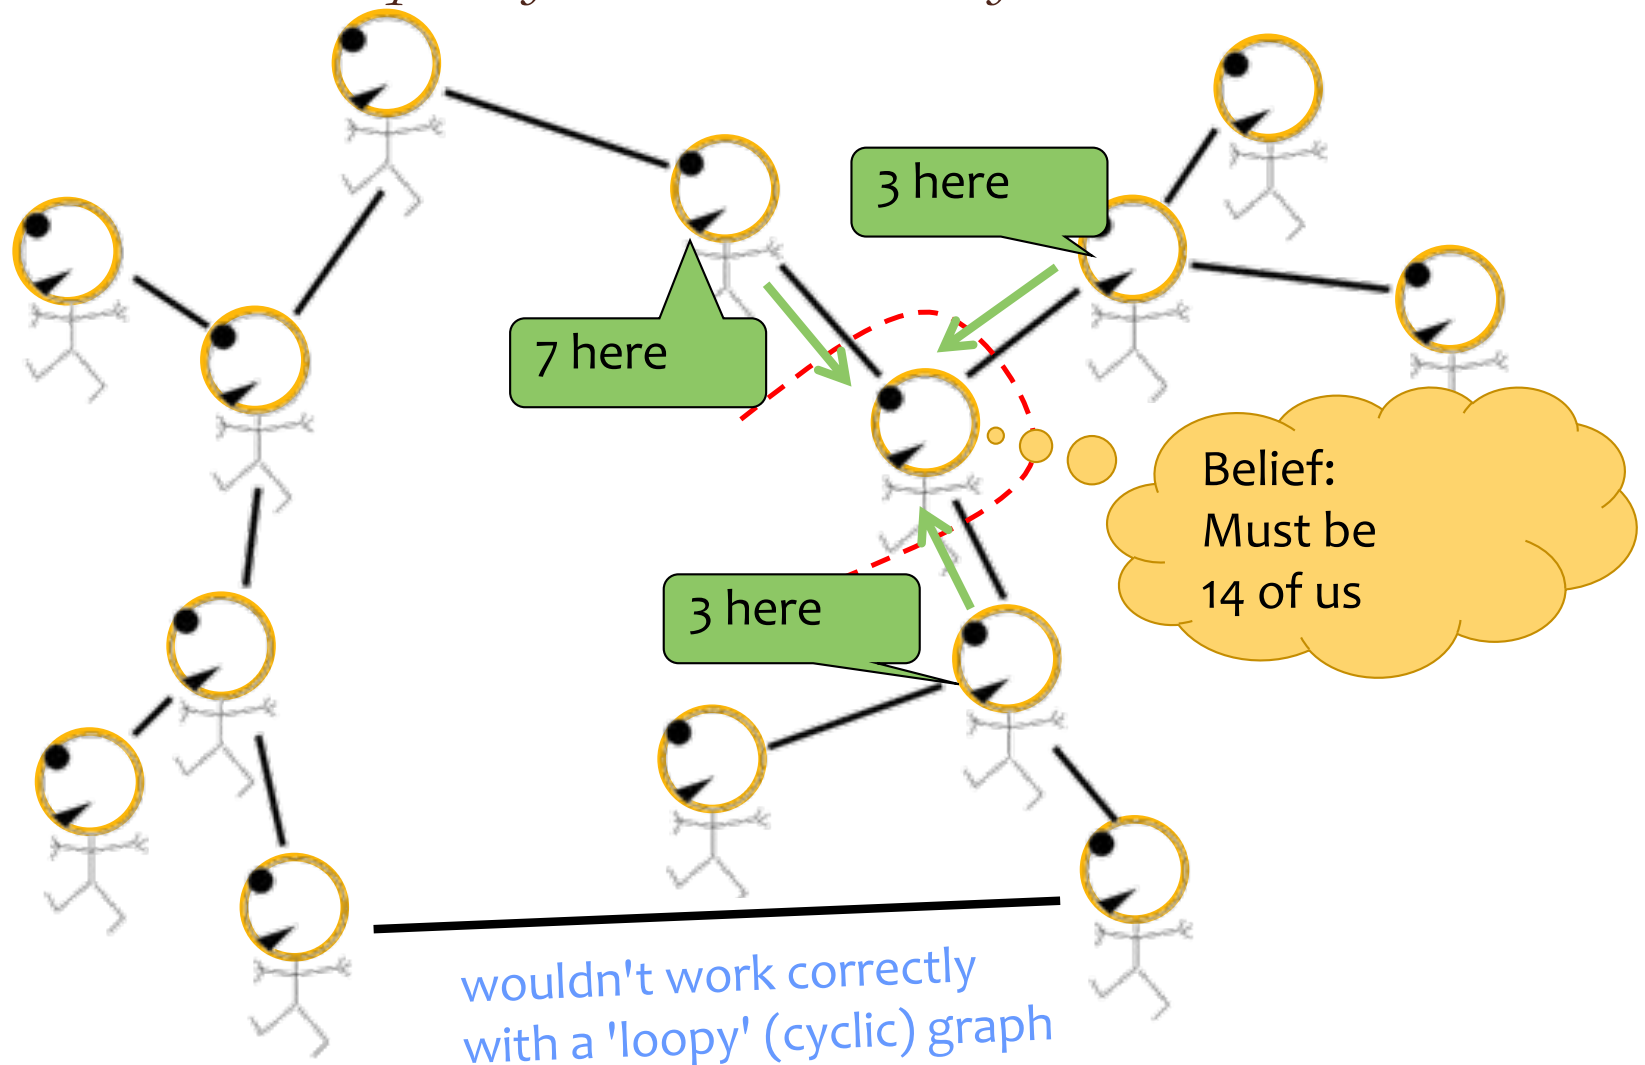 3 here
7 here
Belief:
Must be
14 of us
3 here
wouldn't work correctly
with a 'loopy' (cyclic) graph